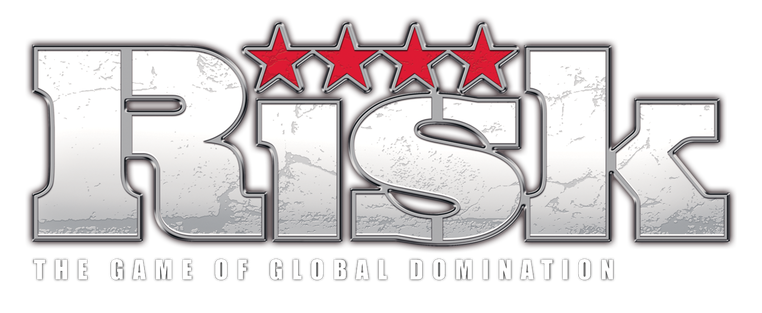 Risk
THE GAME OF GLOBAL DOMINATION